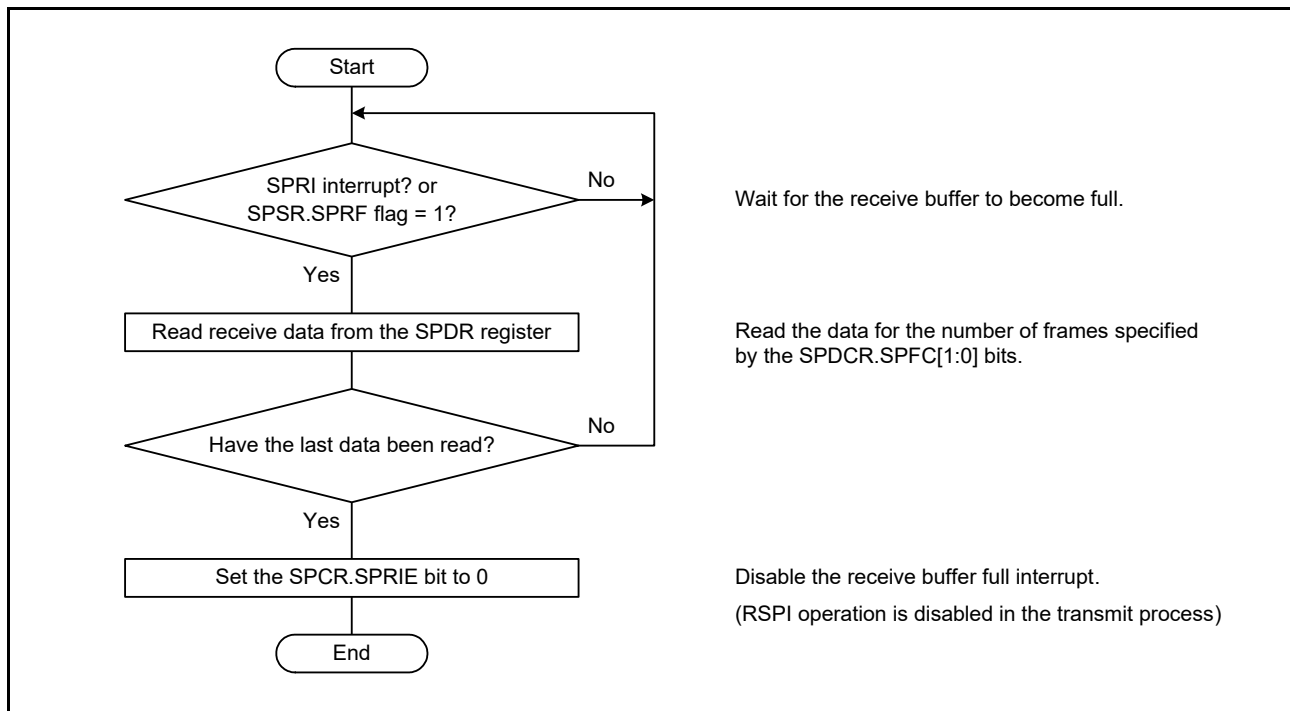 Start
SPRI interrupt? or
SPSR.SPRF flag = 1?
No
Wait for the receive buffer to become full.
Yes
Read receive data from the SPDR register
Read the data for the number of frames specified
by the SPDCR.SPFC[1:0] bits.
Have the last data been read?
No
Yes
Set the SPCR.SPRIE bit to 0
Disable the receive buffer full interrupt.
(RSPI operation is disabled in the transmit process)
End